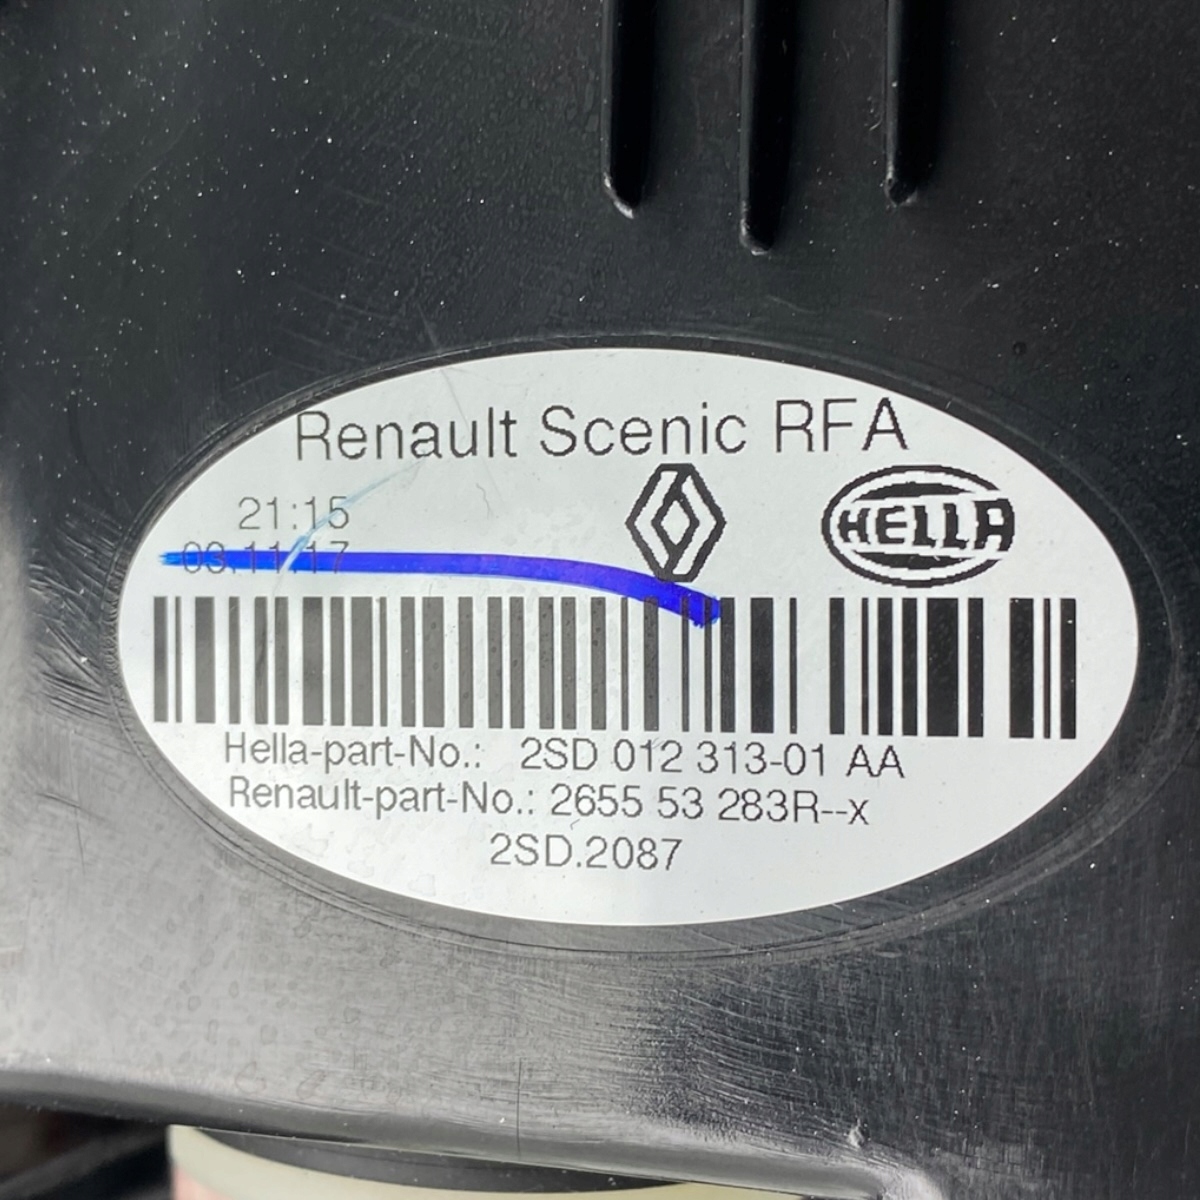 Renault Scenic RFA
21:15
03.11.17
HELLA
Hella-part-No.: 2SD 012 313-01 AA
Renault-part-No.: 2655 53 283R--x
2SD.2087